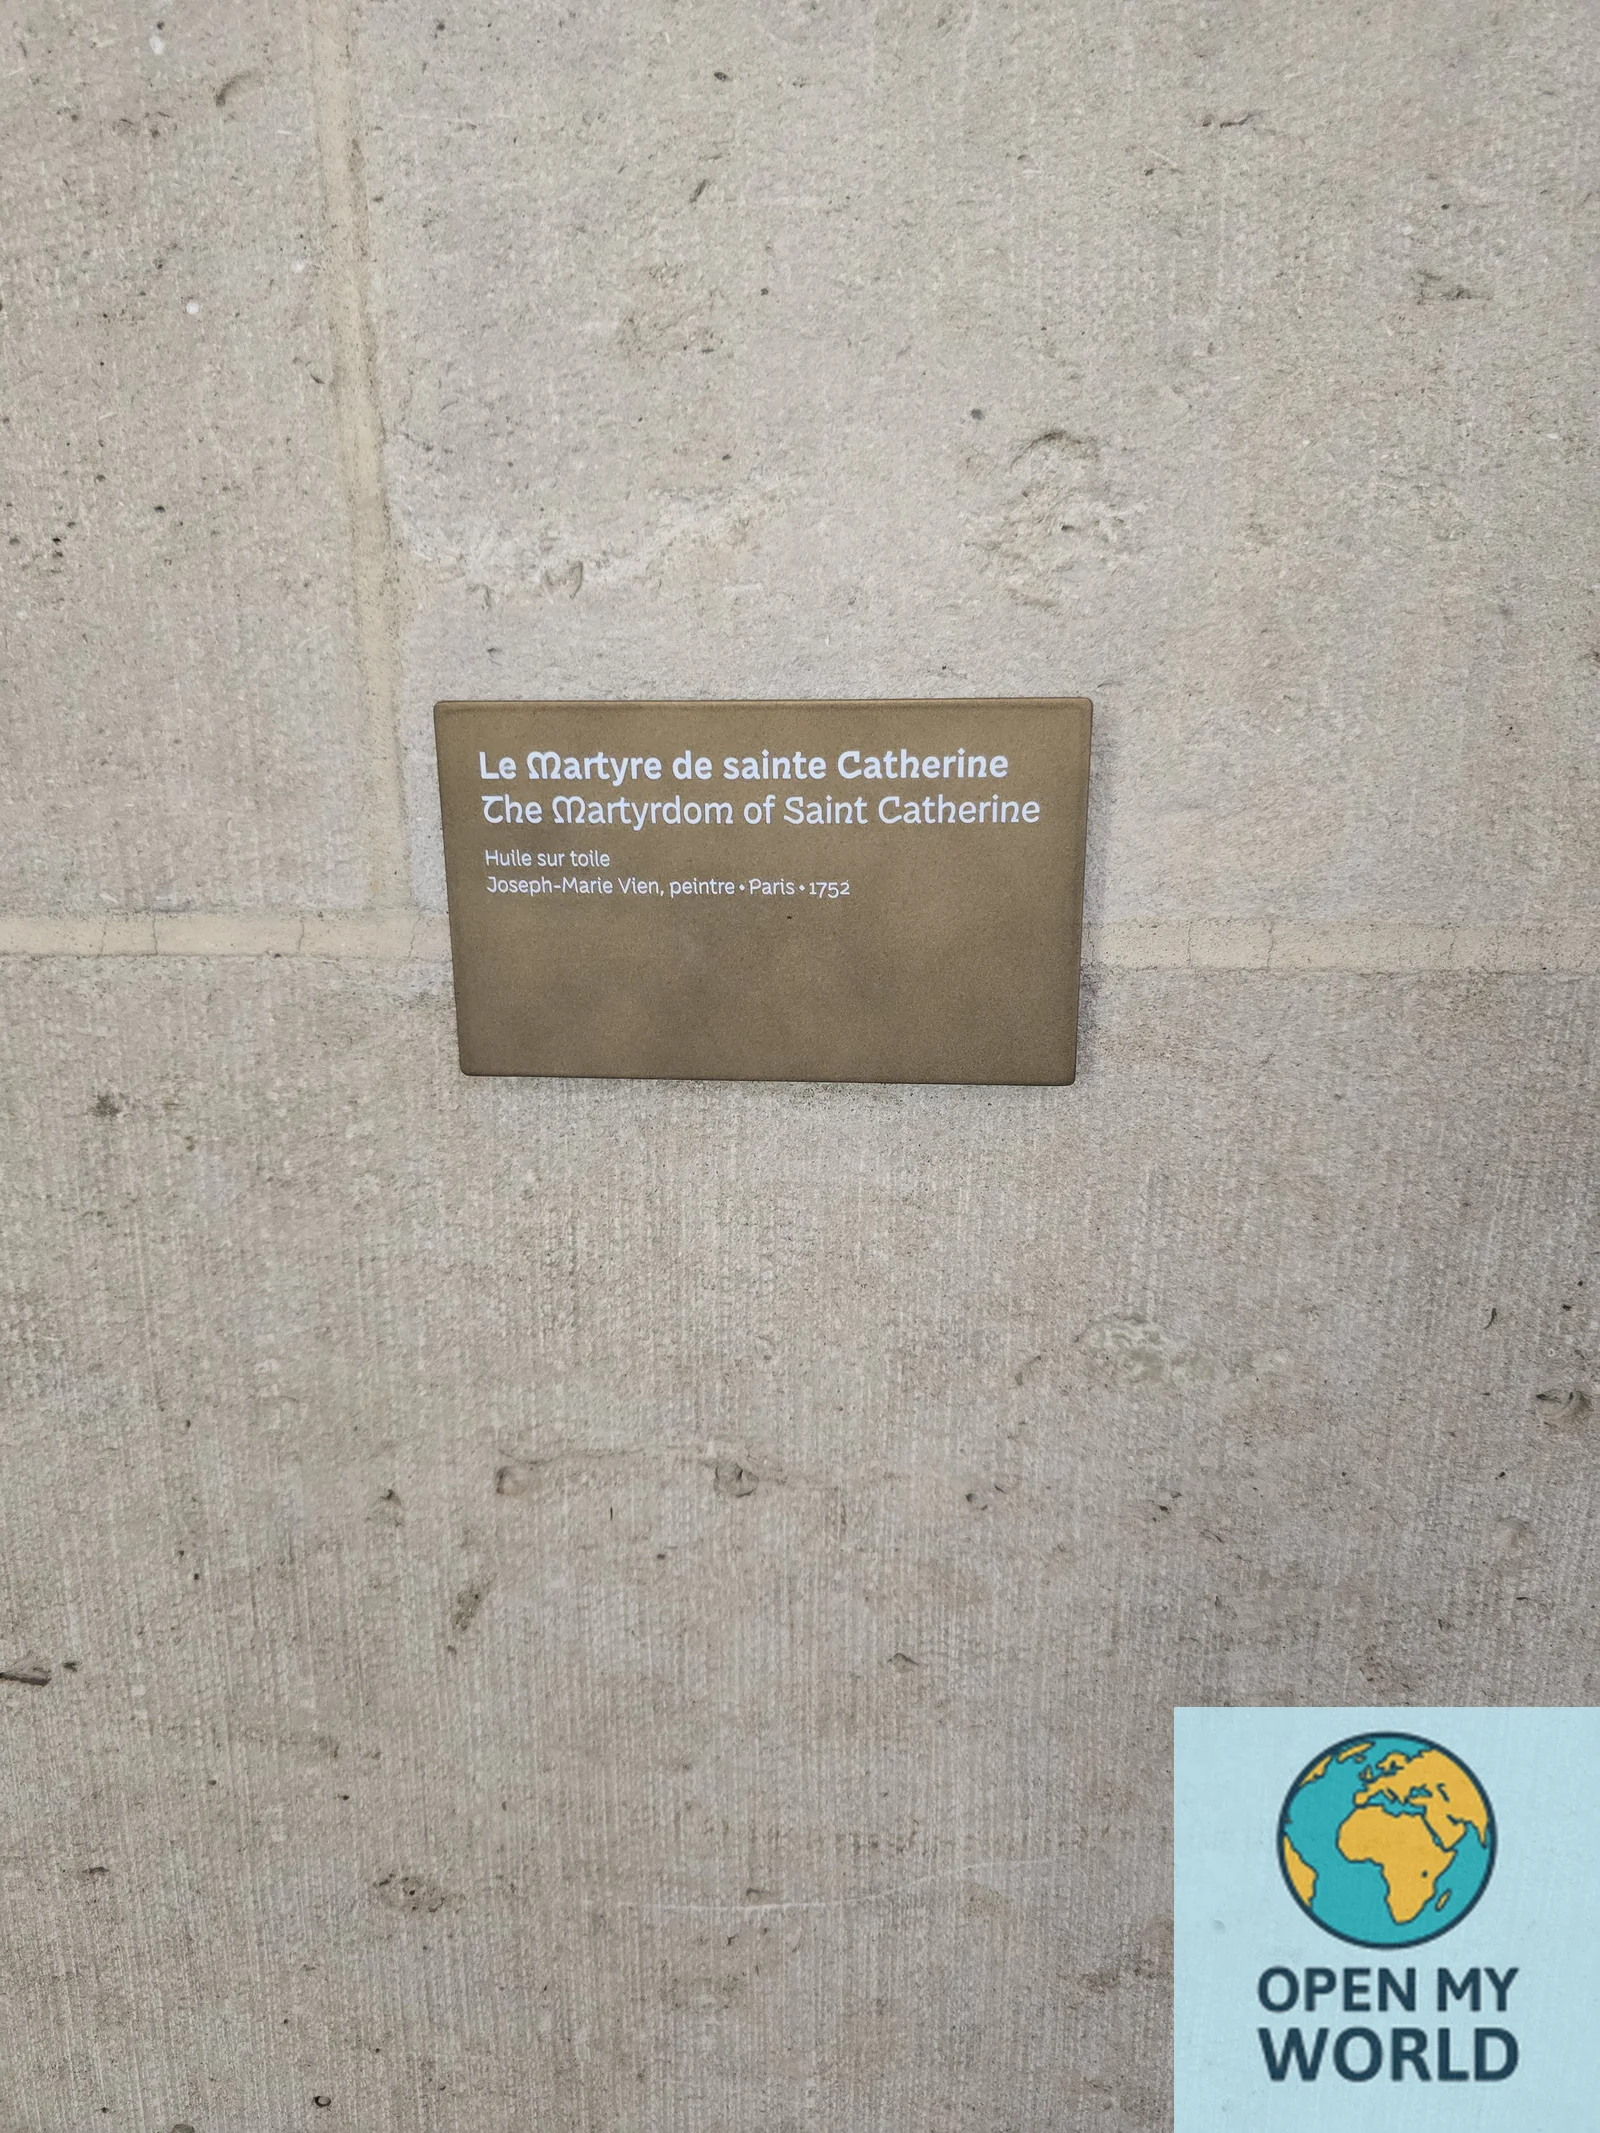 Le Martyre de sainte Catherine
The Martyrdom of Saint Catherine
Huile sur toile
Joseph-Marie Vien, peintre • Paris • 1752
OPEN MY
WORLD